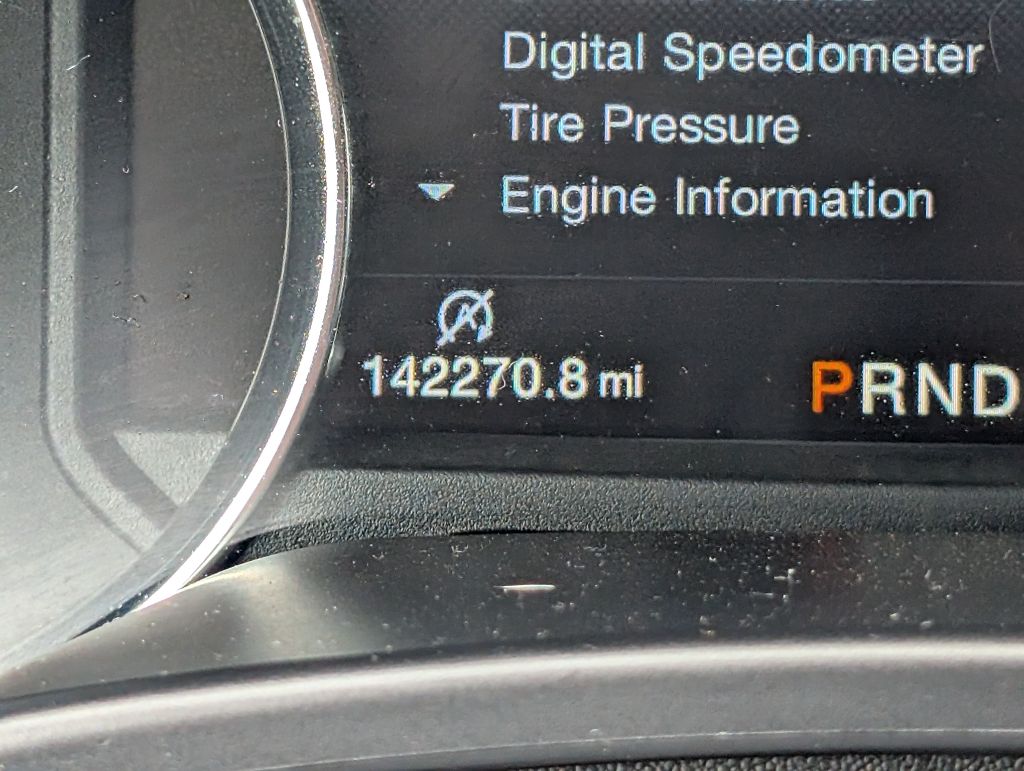 Digital Speedometer
Tire Pressure
Engine Information
A
142270.8 mi
PRND